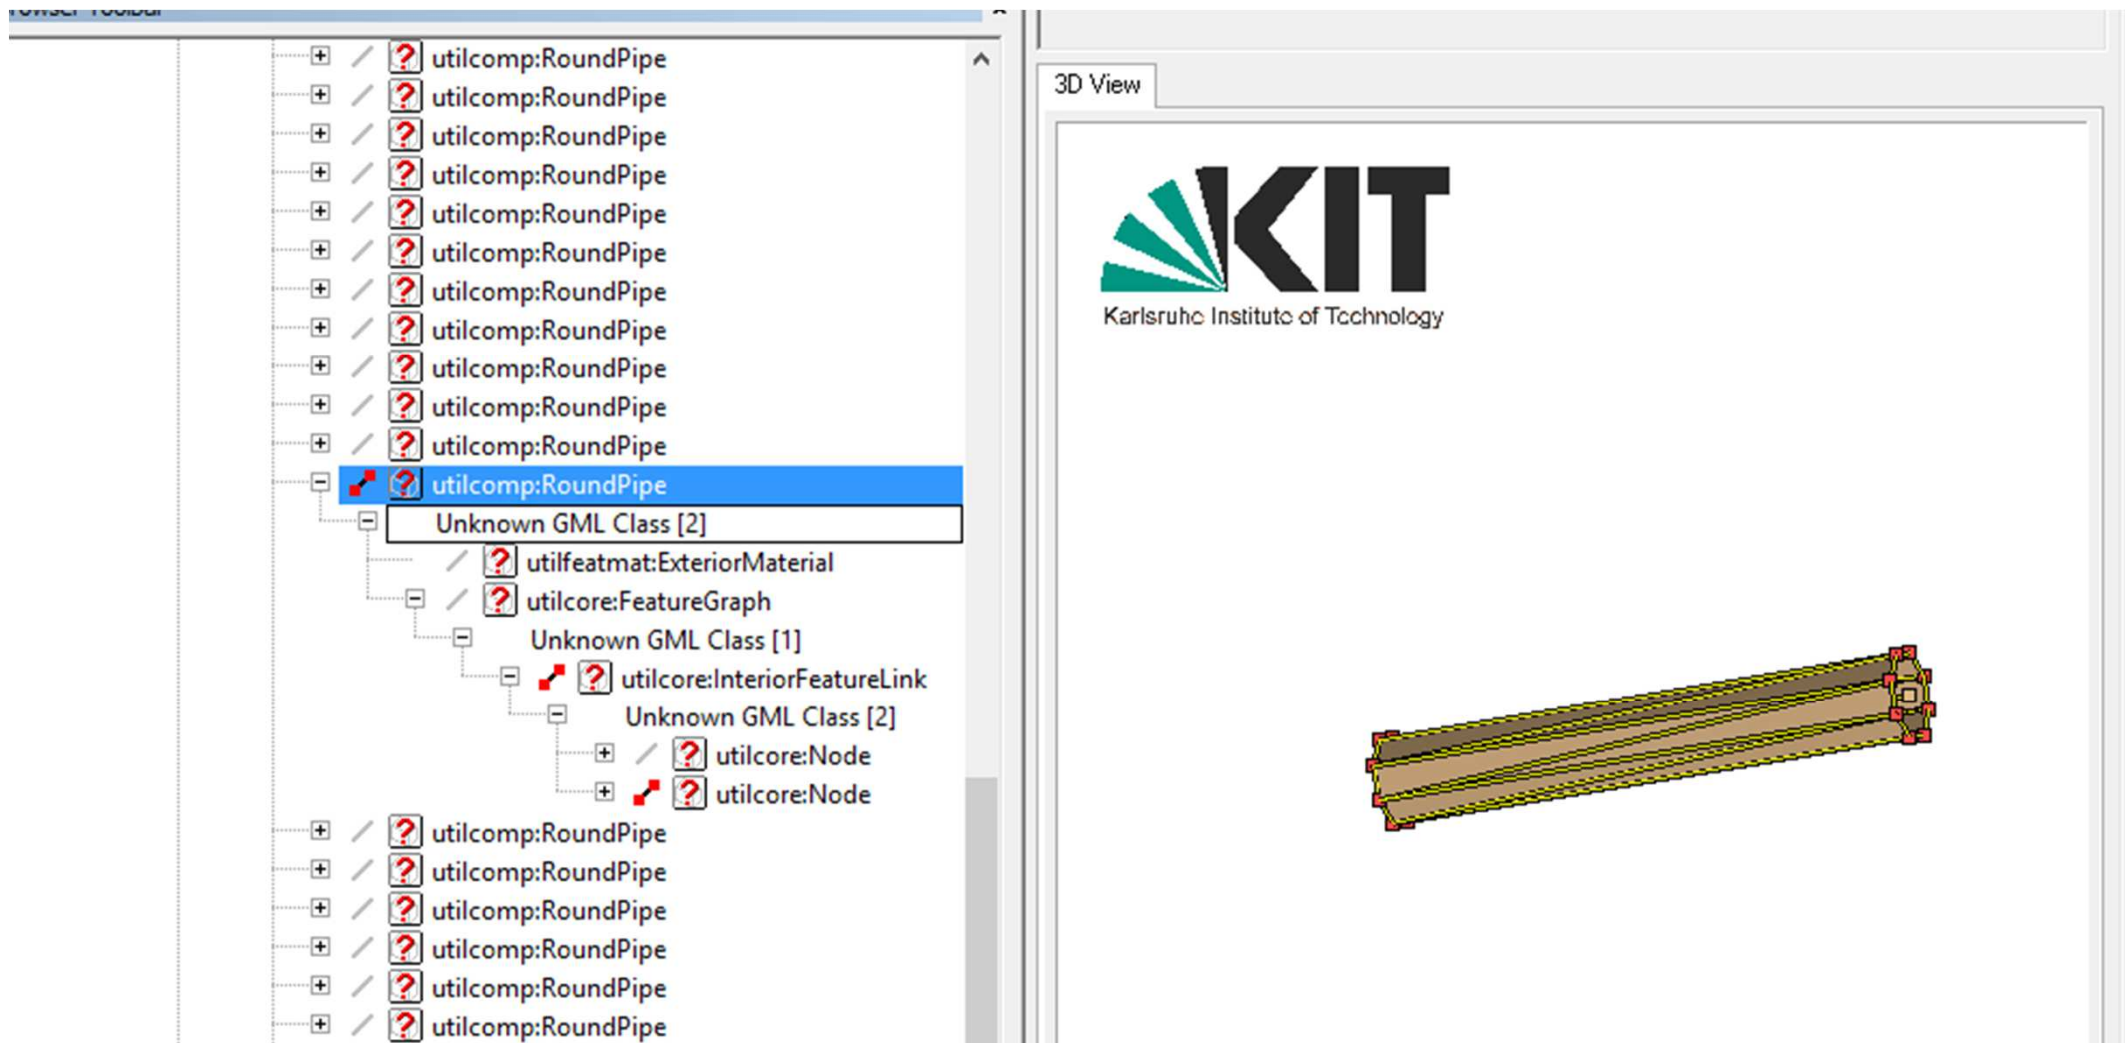 Browser Toolbar
utilcomp:RoundPipe
utilcomp:RoundPipe
utilcomp:RoundPipe
utilcomp:RoundPipe
utilcomp:RoundPipe
utilcomp:RoundPipe
utilcomp:RoundPipe
utilcomp:RoundPipe
utilcomp:RoundPipe
utilcomp:RoundPipe
utilcomp:RoundPipe
utilcomp:RoundPipe
Unknown GML Class [2]
utilfeatmat:ExteriorMaterial
utilcore:FeatureGraph
Unknown GML Class [1]
utilcore:InteriorFeatureLink
Unknown GML Class [2]
utilcore:Node
utilcore:Node
utilcomp:RoundPipe
utilcomp:RoundPipe
utilcomp:RoundPipe
utilcomp:RoundPipe
utilcomp:RoundPipe
utilcomp:RoundPipe
3D View
KIT
Karlsruhe Institute of Technology